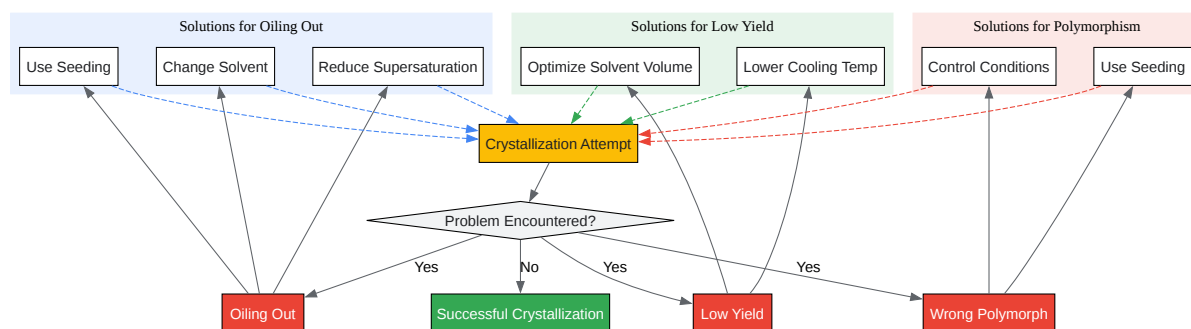 Solutions for Oiling Out
Solutions for Low Yield
Solutions for Polymorphism
Use Seeding
Change Solvent
Reduce Supersaturation
Optimize Solvent Volume
Lower Cooling Temp
Control Conditions
Use Seeding
Crystallization Attempt
Problem Encountered?
Yes
No
Yes
Yes
Oiling Out
Successful Crystallization
Low Yield
Wrong Polymorph